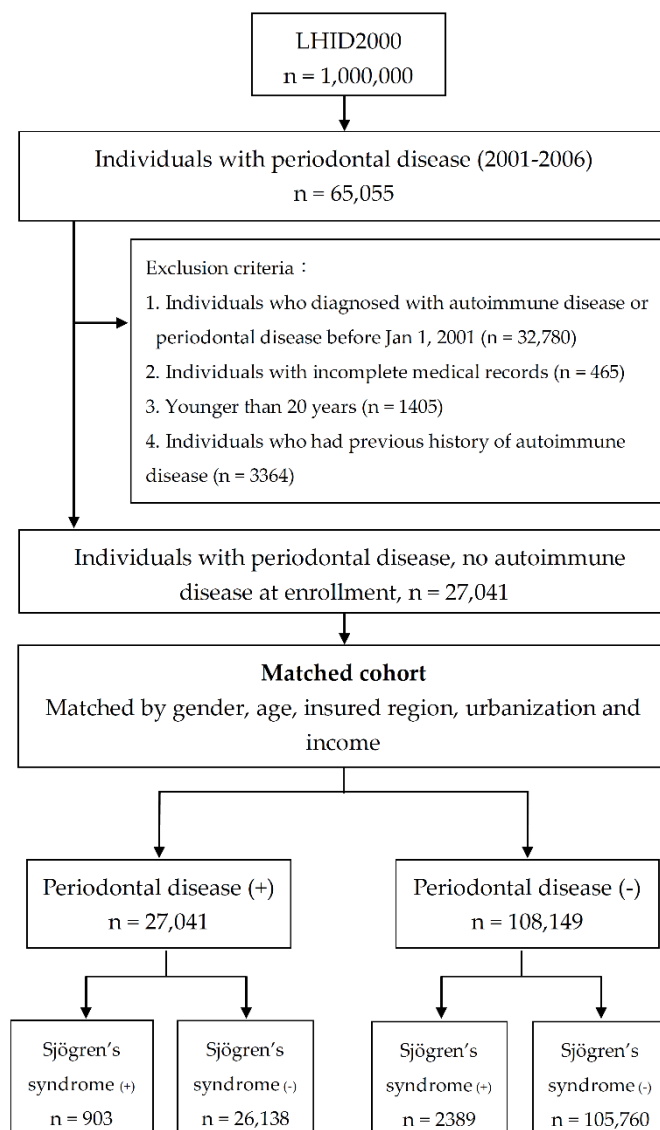 LHID2000
n = 1,000,000
Individuals with periodontal disease (2001-2006)
n = 65,055
Exclusion criteria：
1. Individuals who diagnosed with autoimmune disease or
periodontal disease before Jan 1, 2001 (n = 32,780)
2. Individuals with incomplete medical records (n = 465)
3. Younger than 20 years (n = 1405)
4. Individuals who had previous history of autoimmune
disease (n = 3364)
Individuals with periodontal disease, no autoimmune
disease at enrollment, n = 27,041
Matched cohort
Matched by gender, age, insured region, urbanization and
income
Periodontal disease (+)
n = 27,041
Periodontal disease (-)
n = 108,149
Sjögren's
syndrome (+)
n = 903
Sjögren's
syndrome (-)
n = 26,138
Sjögren's
syndrome (+)
n = 2389
Sjögren's
syndrome (-)
n = 105,760